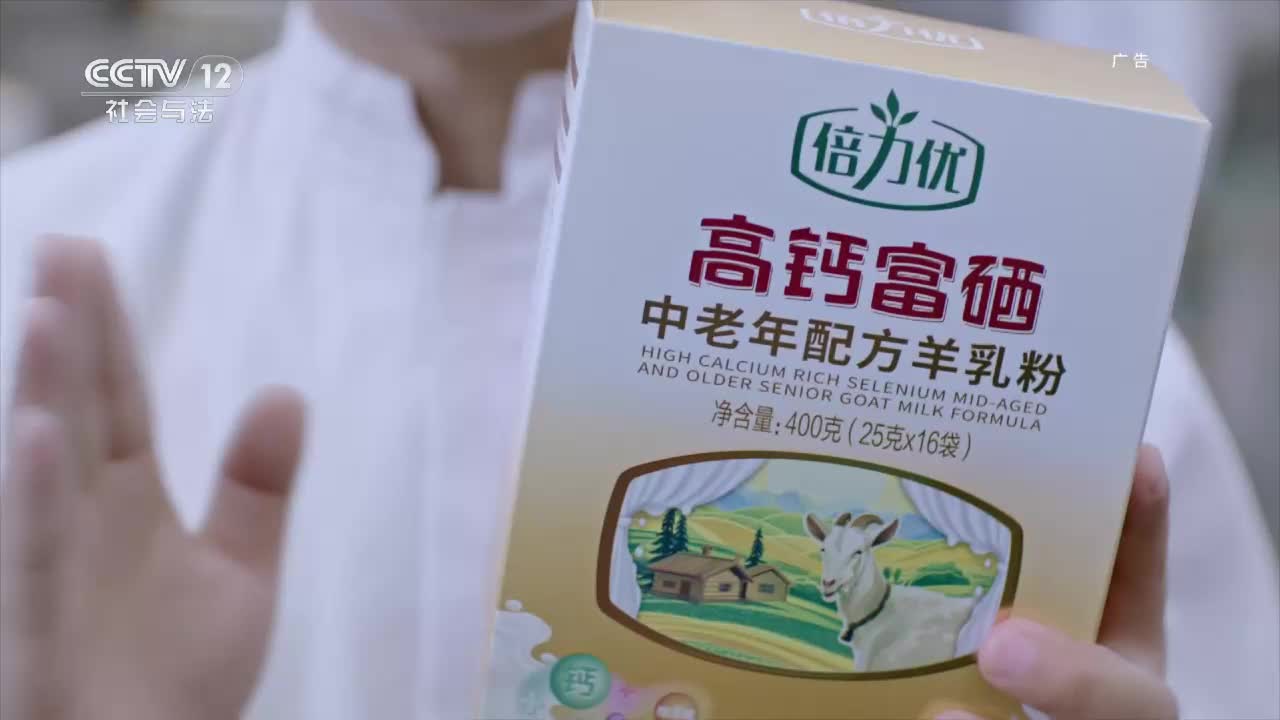 CCTV 12
社会与法
广告
倍力优
高钙富硒
中老年配方羊乳粉
HIGH CALCIUM RICH SELENIUM MID-AGED
AND OLDER SENIOR GOAT MILK FORMULA
净含量:400克(25克x16袋)
钙